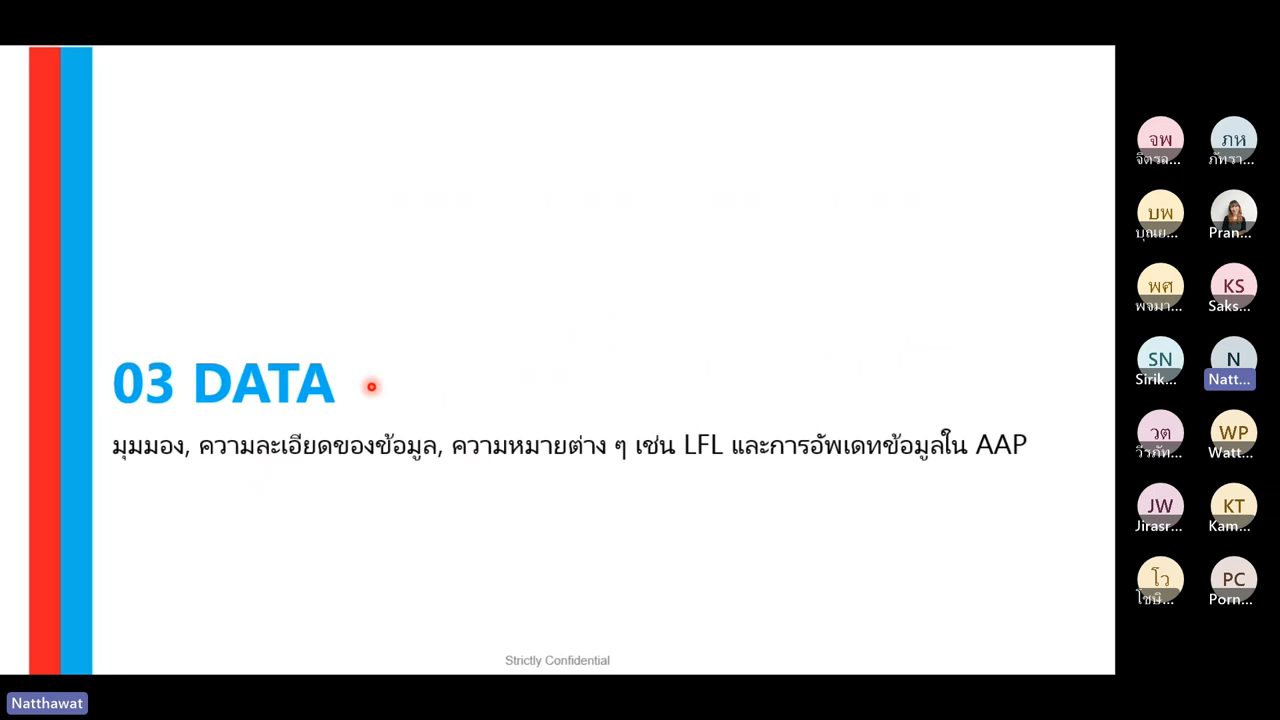 03 DATA
มุมมอง, ความละเอียดของข้อมูล, ความหมายต่าง ๆ เช่น LFL และการอัพเดทข้อมูลใน AAP
Strictly Confidential
จพ
จิตรล...
ภห
ภัทรา...
บพ
บุณย...
Pran...
พศ
พจมา...
KS
Saks...
SN
Sirik...
N
Natt...
วต
วีรภัท...
WP
Watt...
JW
Jirasr...
KT
Kam...
โว
โชษิ...
PC
Porn...
Natthawat